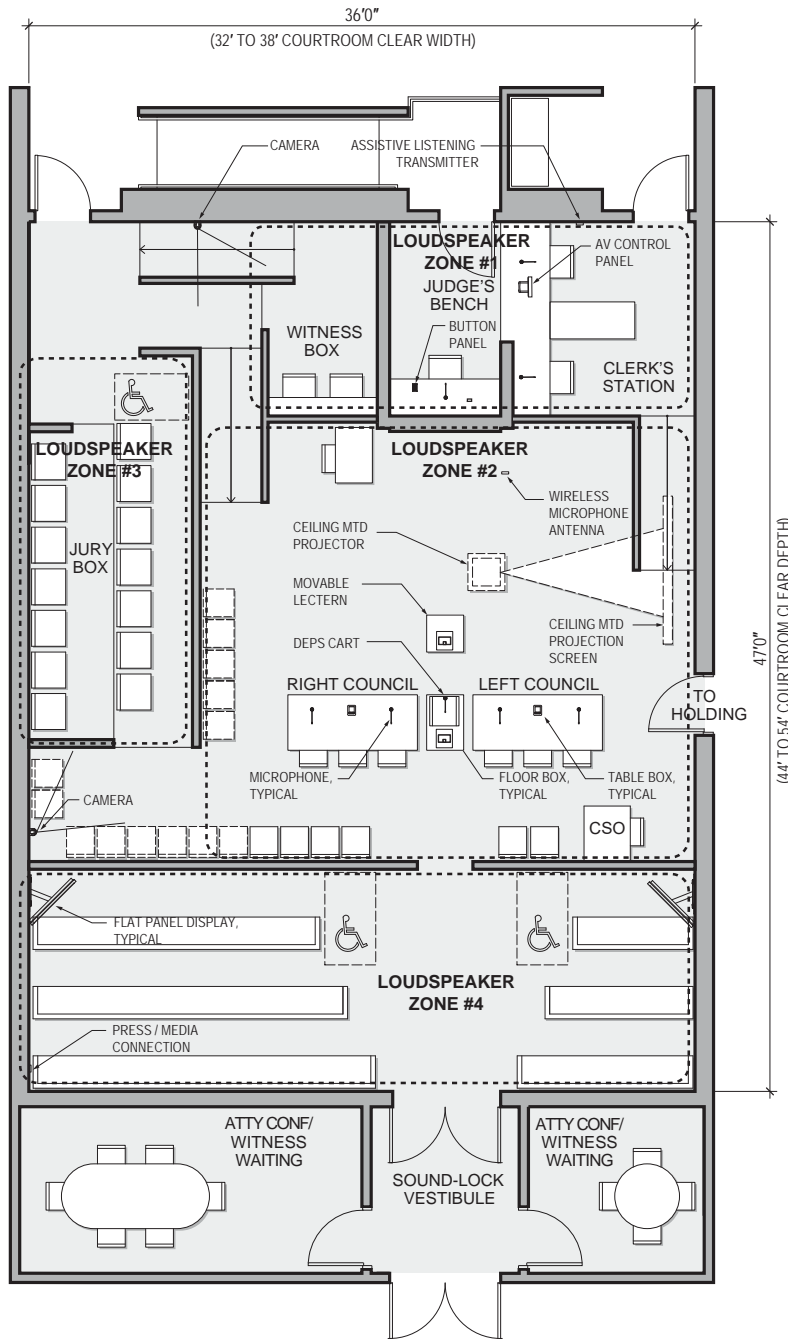 36′0″
(32′ TO 38′ COURTROOM CLEAR WIDTH)
CAMERA
ASSISTIVE LISTENING
TRANSMITTER
LOUDSPEAKER
ZONE #1
JUDGE'S
BENCH
AV CONTROL
PANEL
BUTTON
PANEL
WITNESS
BOX
CLERK'S
STATION
LOUDSPEAKER
ZONE #3
LOUDSPEAKER
ZONE #2
WIRELESS
MICROPHONE
ANTENNA
JURY
BOX
CEILING MTD
PROJECTOR
MOVABLE
LECTERN
CEILING MTD
PROJECTION
SCREEN
DEPS CART
47′0″
(44′ TO 54′ COURTROOM CLEAR DEPTH)
RIGHT COUNCIL
LEFT COUNCIL
TO
HOLDING
MICROPHONE,
TYPICAL
FLOOR BOX,
TYPICAL
TABLE BOX,
TYPICAL
CAMERA
CSO
FLAT PANEL DISPLAY,
TYPICAL
LOUDSPEAKER
ZONE #4
PRESS / MEDIA
CONNECTION
ATTY CONF/
WITNESS
WAITING
SOUND-LOCK
VESTIBULE
ATTY CONF/
WITNESS
WAITING